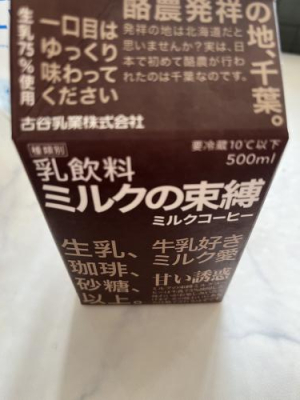 酪農発祥の地、千葉。
発祥の地は北海道だと
思いませんか?実は、日
本で初めて酪農が行わ
れたのは千葉なのです。
一口目は
ゆっくり
味わって
ください
生乳75%使用
古谷乳業株式会社
要冷蔵10℃以下
500ml
種類別
乳飲料
ミルクの束縛
ミルクコーヒー
生乳、
珈琲、
砂糖、
以上。
牛乳好き
ミルク愛
甘い誘惑